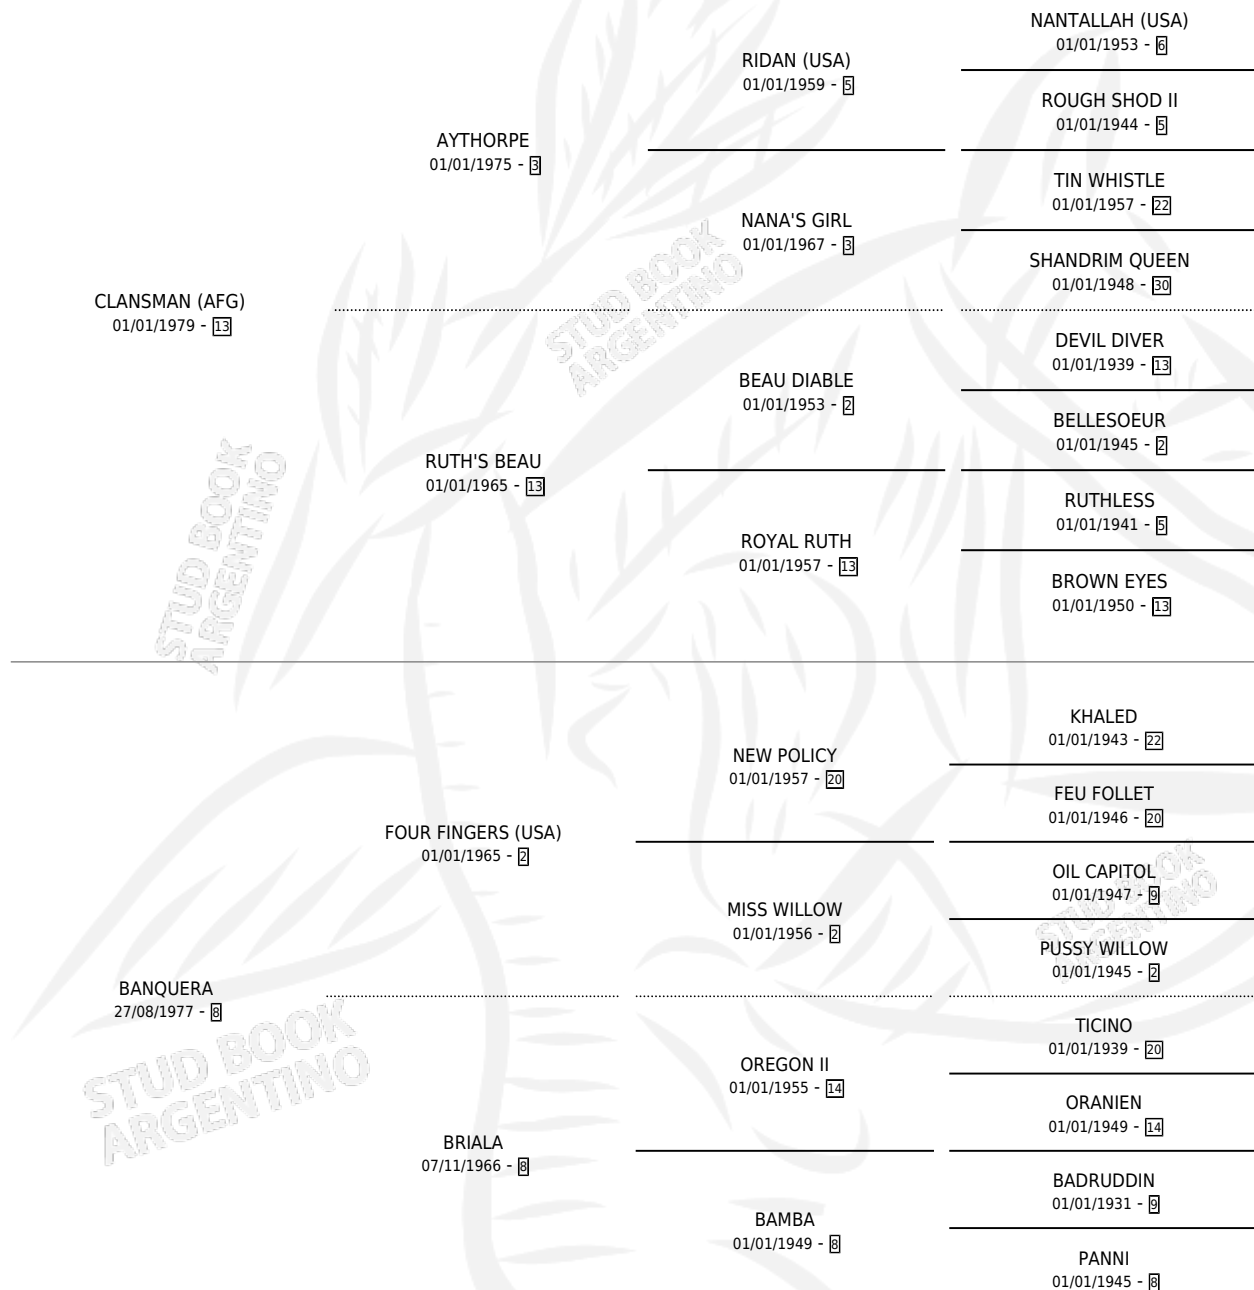 NANTALLAH (USA)
01/01/1953 - 6
RIDAN (USA)
01/01/1959 - 5
ROUGH SHOD II
01/01/1944 - 5
AYTHORPE
01/01/1975 - 3
TIN WHISTLE
01/01/1957 - 22
NANA'S GIRL
01/01/1967 - 3
SHANDRIM QUEEN
01/01/1948 - 30
CLANSMAN (AFG)
01/01/1979 - 13
DEVIL DIVER
01/01/1939 - 13
BEAU DIABLE
01/01/1953 - 2
BELLESOEUR
01/01/1945 - 2
RUTH'S BEAU
01/01/1965 - 13
RUTHLESS
01/01/1941 - 5
ROYAL RUTH
01/01/1957 - 13
BROWN EYES
01/01/1950 - 13
KHALED
01/01/1943 - 22
NEW POLICY
01/01/1957 - 20
FEU FOLLET
01/01/1946 - 20
FOUR FINGERS (USA)
01/01/1965 - 2
OIL CAPITOL
01/01/1947 - 9
MISS WILLOW
01/01/1956 - 2
PUSSY WILLOW
01/01/1945 - 2
BANQUERA
27/08/1977 - 8
TICINO
01/01/1939 - 20
OREGON II
01/01/1955 - 14
ORANIEN
01/01/1949 - 14
BRIALA
07/11/1966 - 8
BADRUDDIN
01/01/1931 - 9
BAMBA
01/01/1949 - 8
PANNI
01/01/1945 - 8
STUD BOOK
ARGENTINO
STUD BOOK
ARGENTINO
STUD BOOK
ARGENTINO
STUD BOOK
ARGENTINO